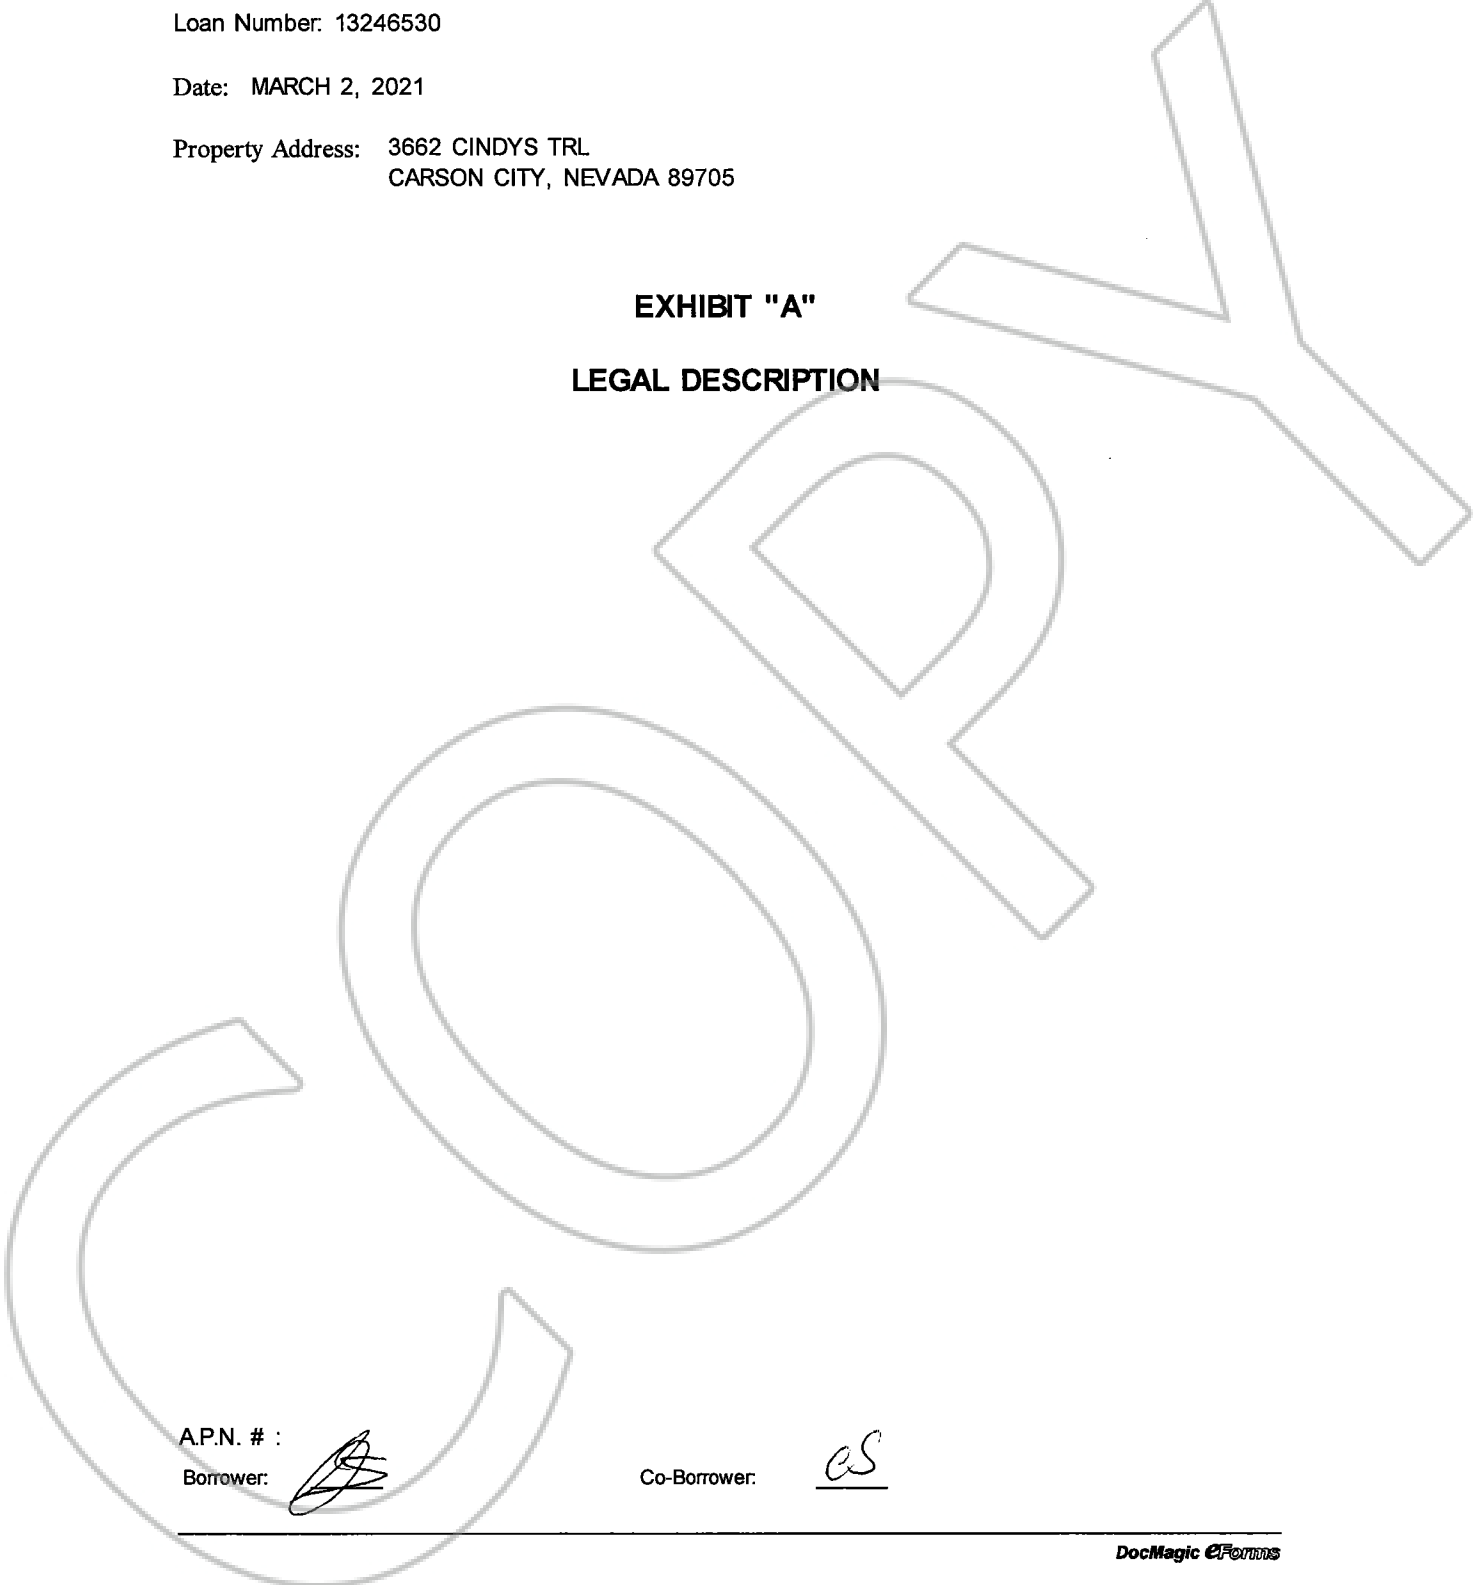 Loan Number: 13246530
Date: MARCH 2, 2021
Property Address: 3662 CINDYS TRL
CARSON CITY, NEVADA 89705
EXHIBIT "A"
LEGAL DESCRIPTION
COPY
A.P.N. # :
Borrower:
Co-Borrower: CS
DocMagic eForms